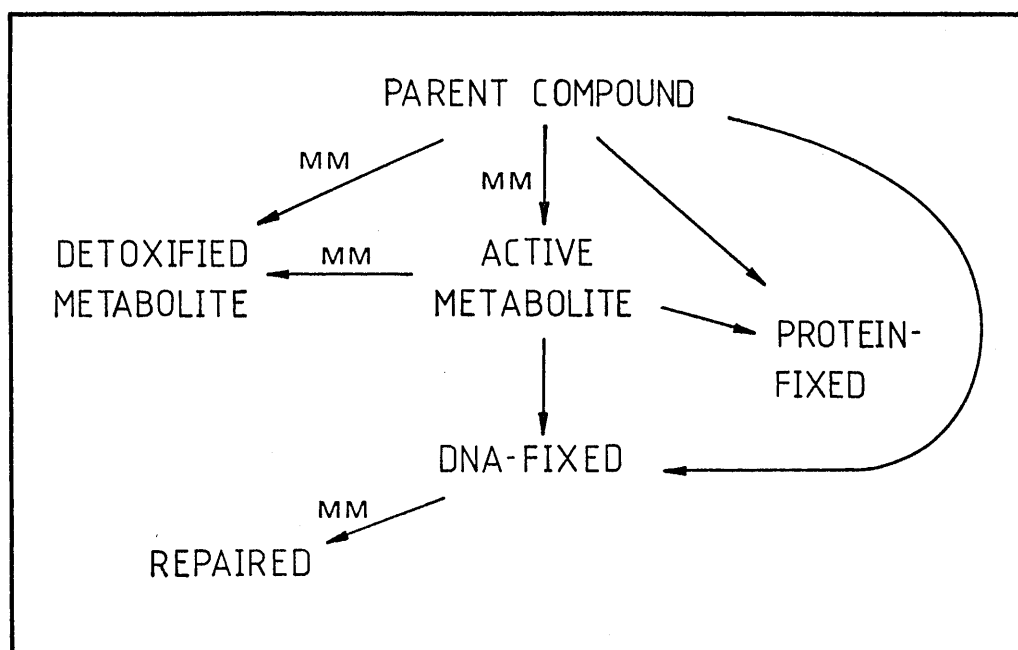 PARENT COMPOUND
MM
MM
DETOXIFIED
METABOLITE
MM
ACTIVE
METABOLITE
PROTEIN-
FIXED
DNA-FIXED
MM
REPAIRED